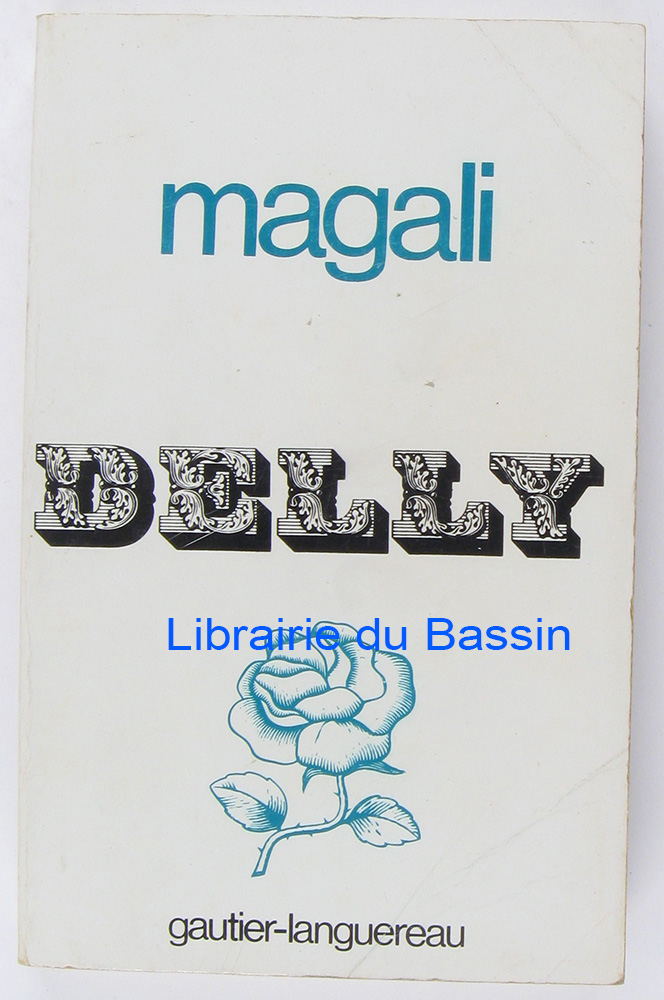 magali
DELLY
Librairie du Bassin
gautier-languereau